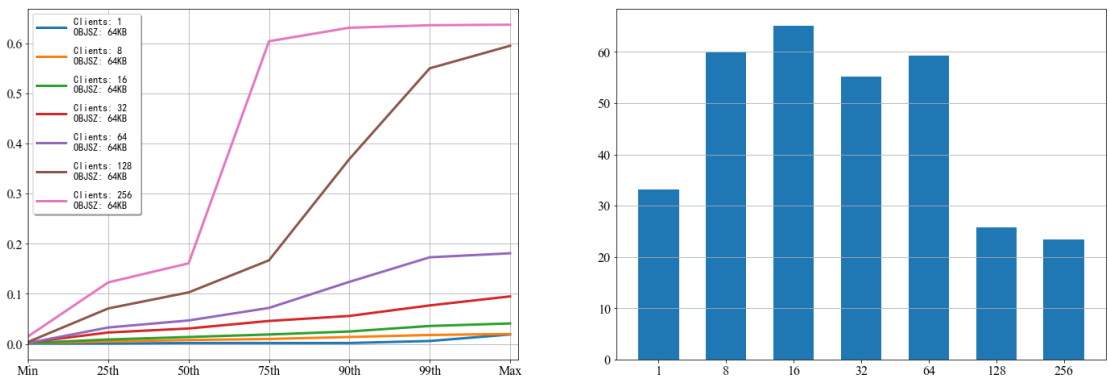 Clients: 1
OBJSZ: 64KB
Clients: 8
OBJSZ: 64KB
Clients: 16
OBJSZ: 64KB
Clients: 32
OBJSZ: 64KB
Clients: 64
OBJSZ: 64KB
Clients: 128
OBJSZ: 64KB
Clients: 256
OBJSZ: 64KB
0.6
0.5
0.4
0.3
0.2
0.1
0.0
Min 25th 50th 75th 90th 99th Max
60
50
40
30
20
10
0
1 8 16 32 64 128 256